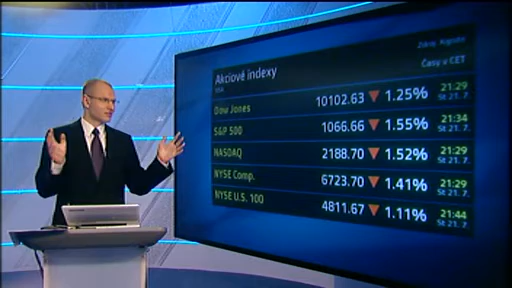 Akciové indexy
USA
Časy v CET
Dow Jones 10102.63 ▼ 1.25% 21:29
St 21. 7.
S&P 500 1066.66 ▼ 1.55% 21:34
St 21. 7.
NASDAQ 2188.70 ▼ 1.52% 21:29
St 21. 7.
NYSE Comp. 6723.70 ▼ 1.41% 21:29
St 21. 7.
NYSE U.S. 100 4811.67 ▼ 1.11% 21:44
St 21. 7.